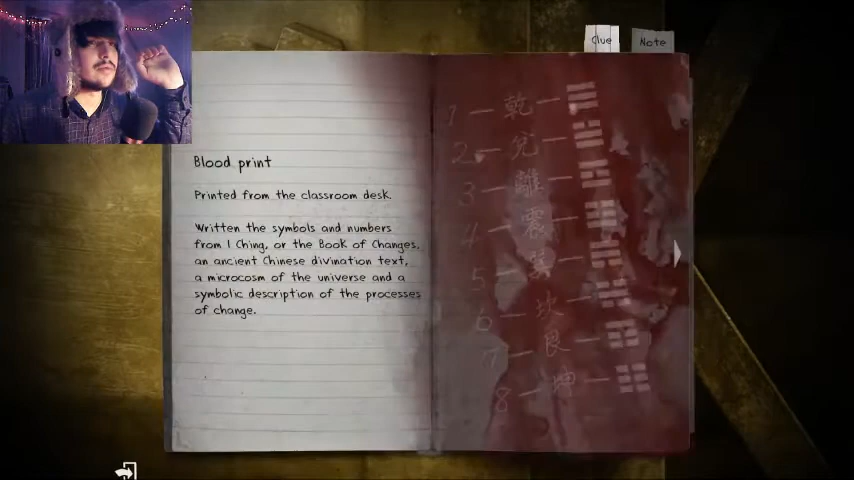 Clue
Note
Blood print
Printed from the classroom desk.
Written the symbols and numbers
from I Ching, or the Book of Changes,
an ancient Chinese divination text,
a microcosm of the universe and a
symbolic description of the processes
of change.
1 — 乾 — ☰
2 — 兌 — ☱
3 — 離 — ☲
4 — 震 — ☳
5 — 巽 — ☴
6 — 坎 — ☵
7 — 艮 — ☶
8 — 坤 — ☷